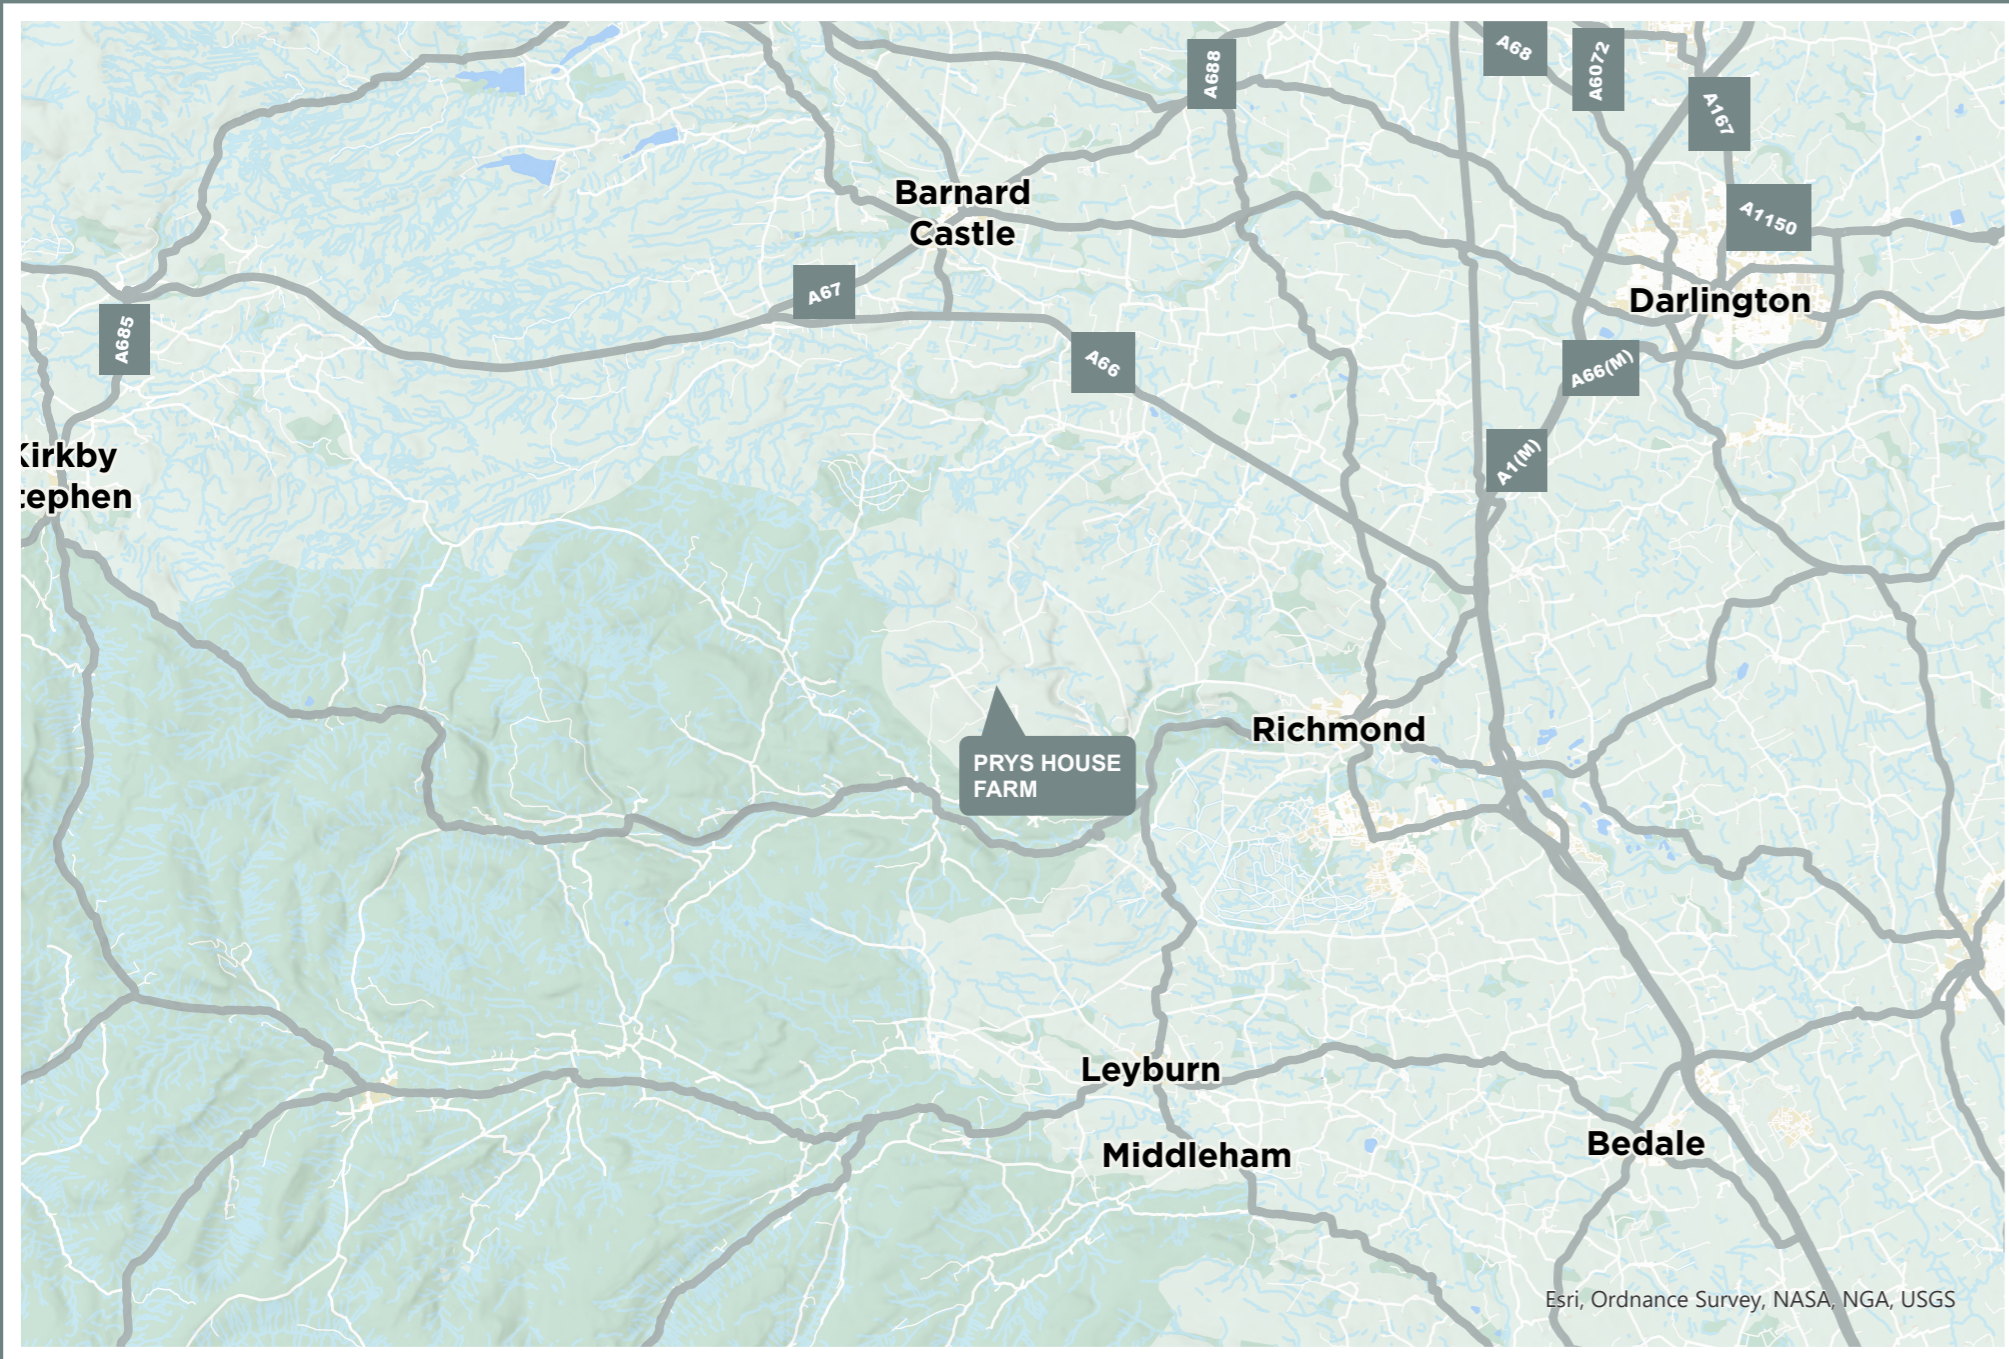 A68
A6072
A688
A167
Barnard
Castle
A1150
A67
Darlington
A685
A66
A66(M)
A1(M)
Kirkby
tephen
Richmond
PRYS HOUSE
FARM
Leyburn
Middleham
Bedale
Esri, Ordnance Survey, NASA, NGA, USGS